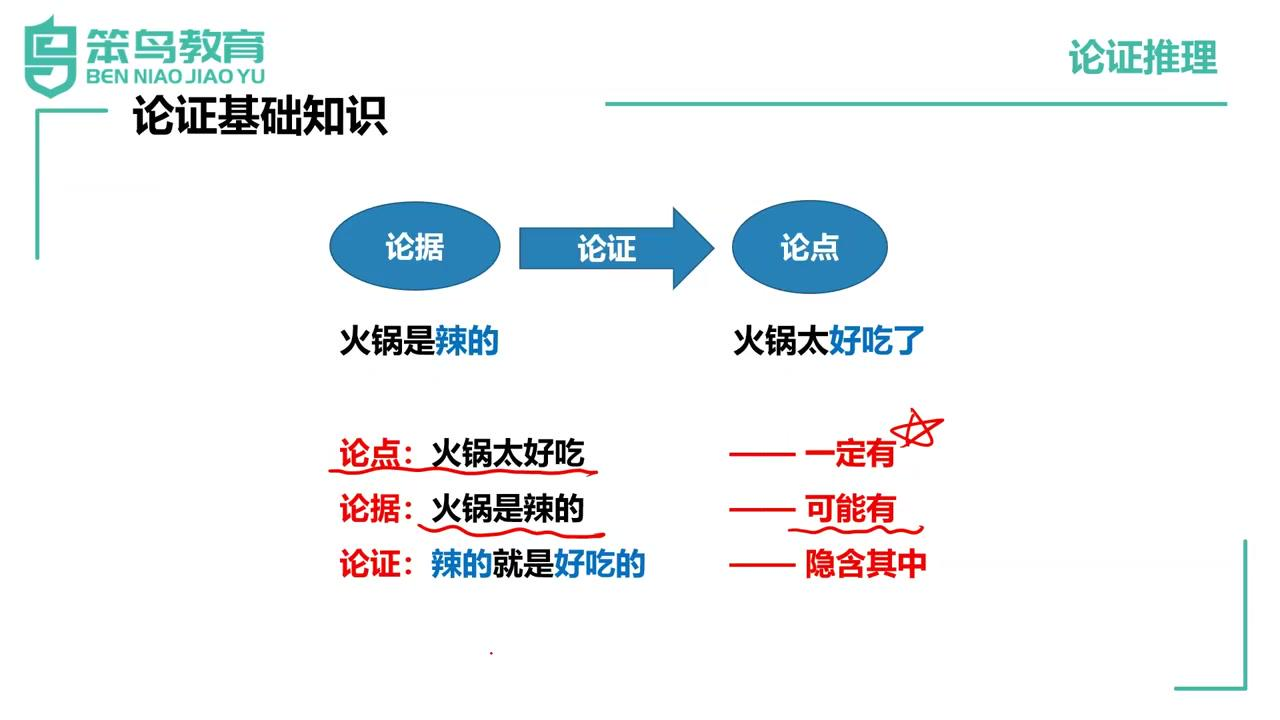 笨鸟教育
BEN NIAO JIAO YU
论证推理
论证基础知识
论据 论证 论点
火锅是辣的 火锅太好吃了
论点：火锅太好吃 —— 一定有
论据：火锅是辣的 —— 可能有
论证：辣的就是好吃的 —— 隐含其中